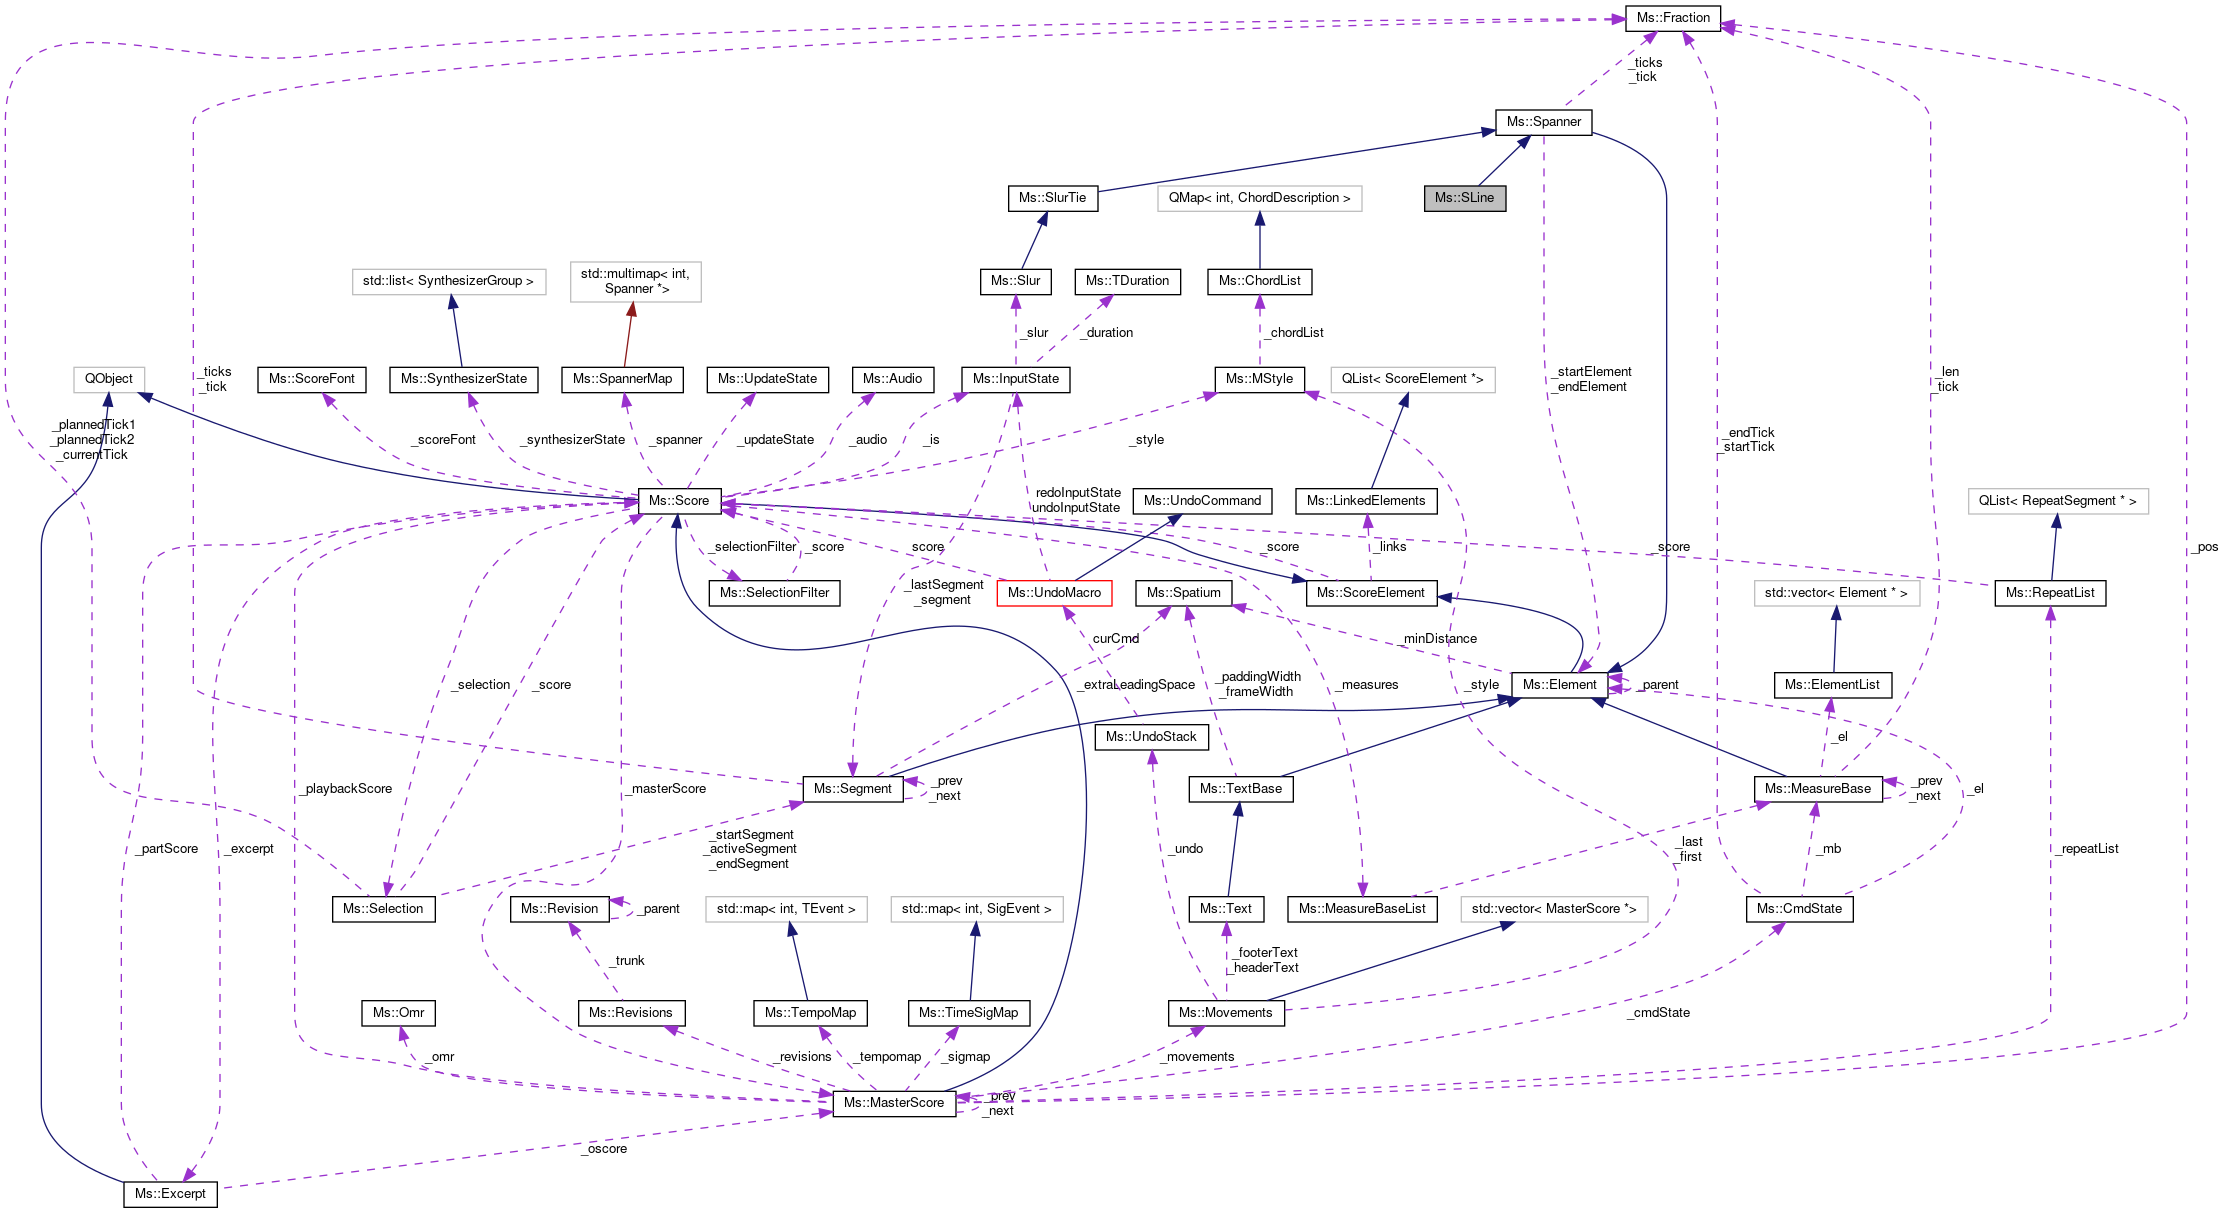 Ms::Fraction
_ticks
_tick
Ms::Spanner
Ms::SlurTie
QMap< int, ChordDescription >
Ms::SLine
std::list< SynthesizerGroup >
std::multimap< int,
Spanner *>
Ms::Slur
Ms::TDuration
Ms::ChordList
_slur
_duration
_chordList
QObject
Ms::ScoreFont
Ms::SynthesizerState
Ms::SpannerMap
Ms::UpdateState
Ms::Audio
Ms::InputState
Ms::MStyle
QList< ScoreElement *>
_ticks
_tick
_startElement
_endElement
_len
_tick
_plannedTick1
_plannedTick2
_currentTick
_scoreFont
_synthesizerState
_spanner
_updateState
_audio
_is
_style
_endTick
_startTick
Ms::Score
redoInputState
undoInputState
Ms::UndoCommand
Ms::LinkedElements
QList< RepeatSegment * >
_selectionFilter
_score
score
_score
_links
_score
_pos
Ms::SelectionFilter
_lastSegment
_segment
Ms::UndoMacro
Ms::Spatium
Ms::ScoreElement
std::vector< Element * >
Ms::RepeatList
curCmd
_minDistance
_selection
_score
_extraLeadingSpace
_paddingWidth
_frameWidth
_measures
_style
Ms::Element
_parent
Ms::ElementList
Ms::UndoStack
_el
Ms::Segment
_prev
_next
Ms::TextBase
Ms::MeasureBase
_prev
_next
_el
_playbackScore
_masterScore
_partScore
_excerpt
_startSegment
_activeSegment
_endSegment
_undo
_last
_first
_mb
_repeatList
Ms::Selection
Ms::Revision
_parent
std::map< int, TEvent >
std::map< int, SigEvent >
Ms::Text
Ms::MeasureBaseList
std::vector< MasterScore *>
Ms::CmdState
_trunk
_footerText
_headerText
Ms::Omr
Ms::Revisions
Ms::TempoMap
Ms::TimeSigMap
Ms::Movements
_cmdState
_omr
_revisions
_tempomap
_sigmap
_movements
Ms::MasterScore
_prev
_next
_oscore
Ms::Excerpt